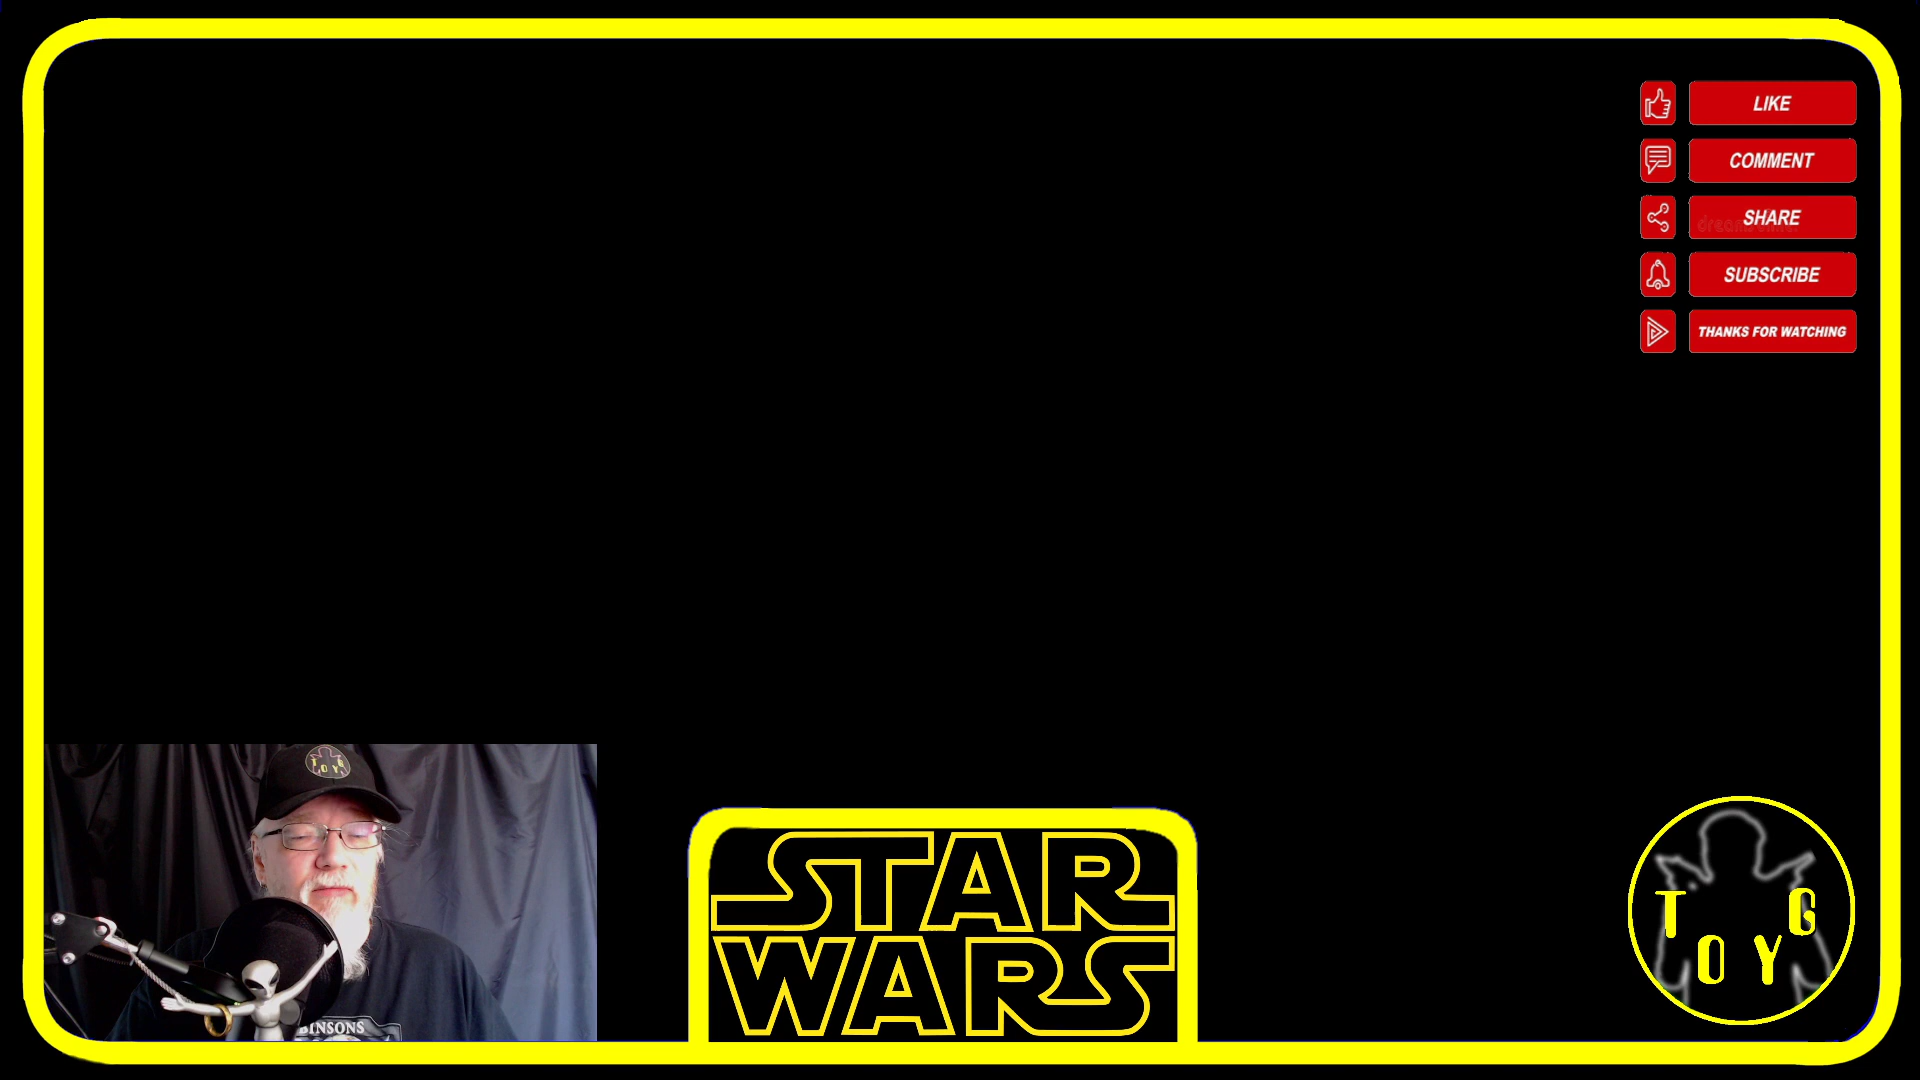 LIKE
COMMENT
SHARE
SUBSCRIBE
THANKS FOR WATCHING
STAR
WARS
T G
O Y
T G
O Y
BINSONS